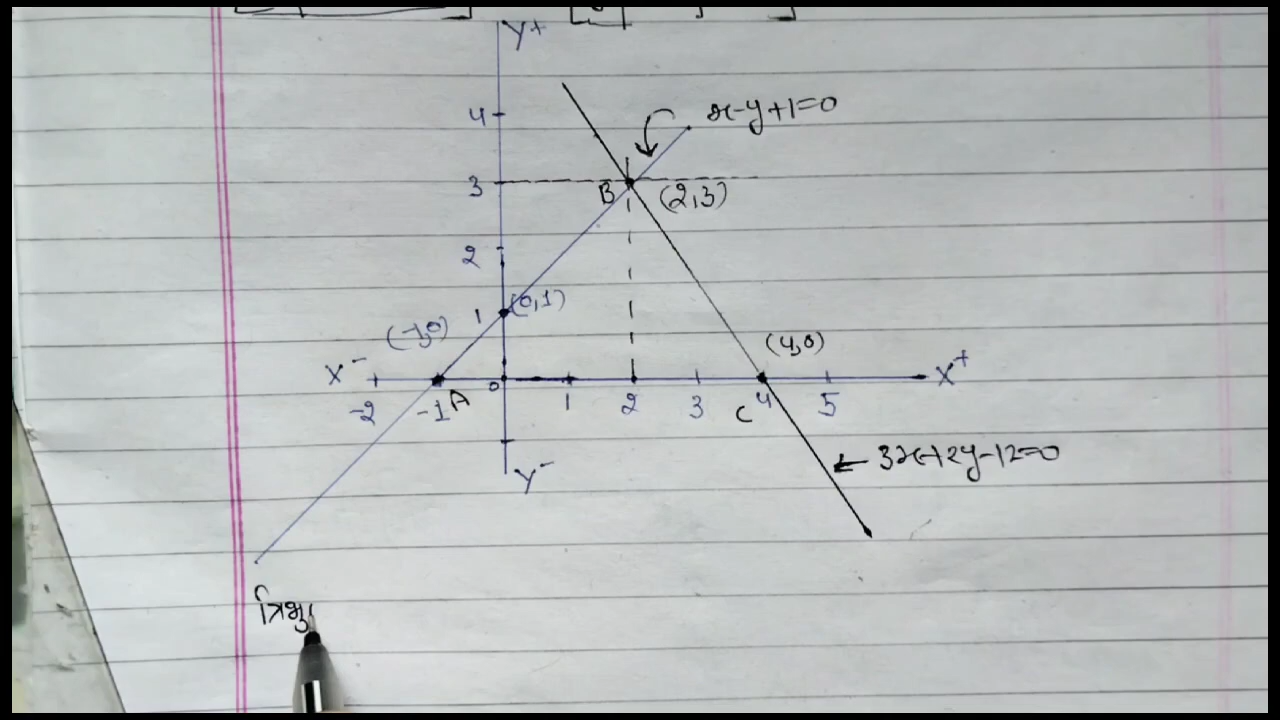 Y+
4
x-y+1=0
3
B
(2,3)
2
1
(0,1)
(-1,0)
(4,0)
X-
0
X+
-2
-1
A
1
2
3
C
4
5
3x+2y-12=0
Y-
त्रिभु